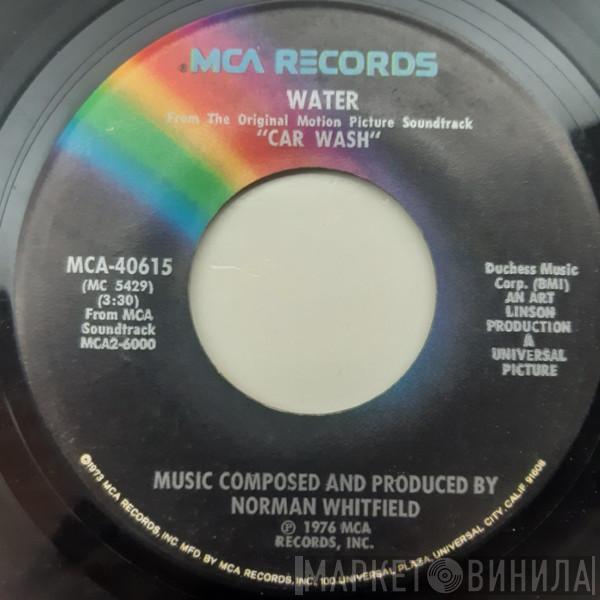 MCA RECORDS
WATER
From The Original Motion Picture Soundtrack
"CAR WASH"
MCA-40615
(MC 5429)
(3:30)
From MCA
Soundtrack
MCA2-6000
Duchess Music
Corp. (BMI)
AN ART
LINSON
PRODUCTION
A
UNIVERSAL
PICTURE
MUSIC COMPOSED AND PRODUCED BY
NORMAN WHITFIELD
℗ 1976 MCA
RECORDS, INC.
©1973 MCA RECORDS, INC MFD BY MCA RECORDS, INC. 100 UNIVERSAL PLAZA, UNIVERSAL CITY, CALIF. 91608
МАРКЕТ ВИНИЛА